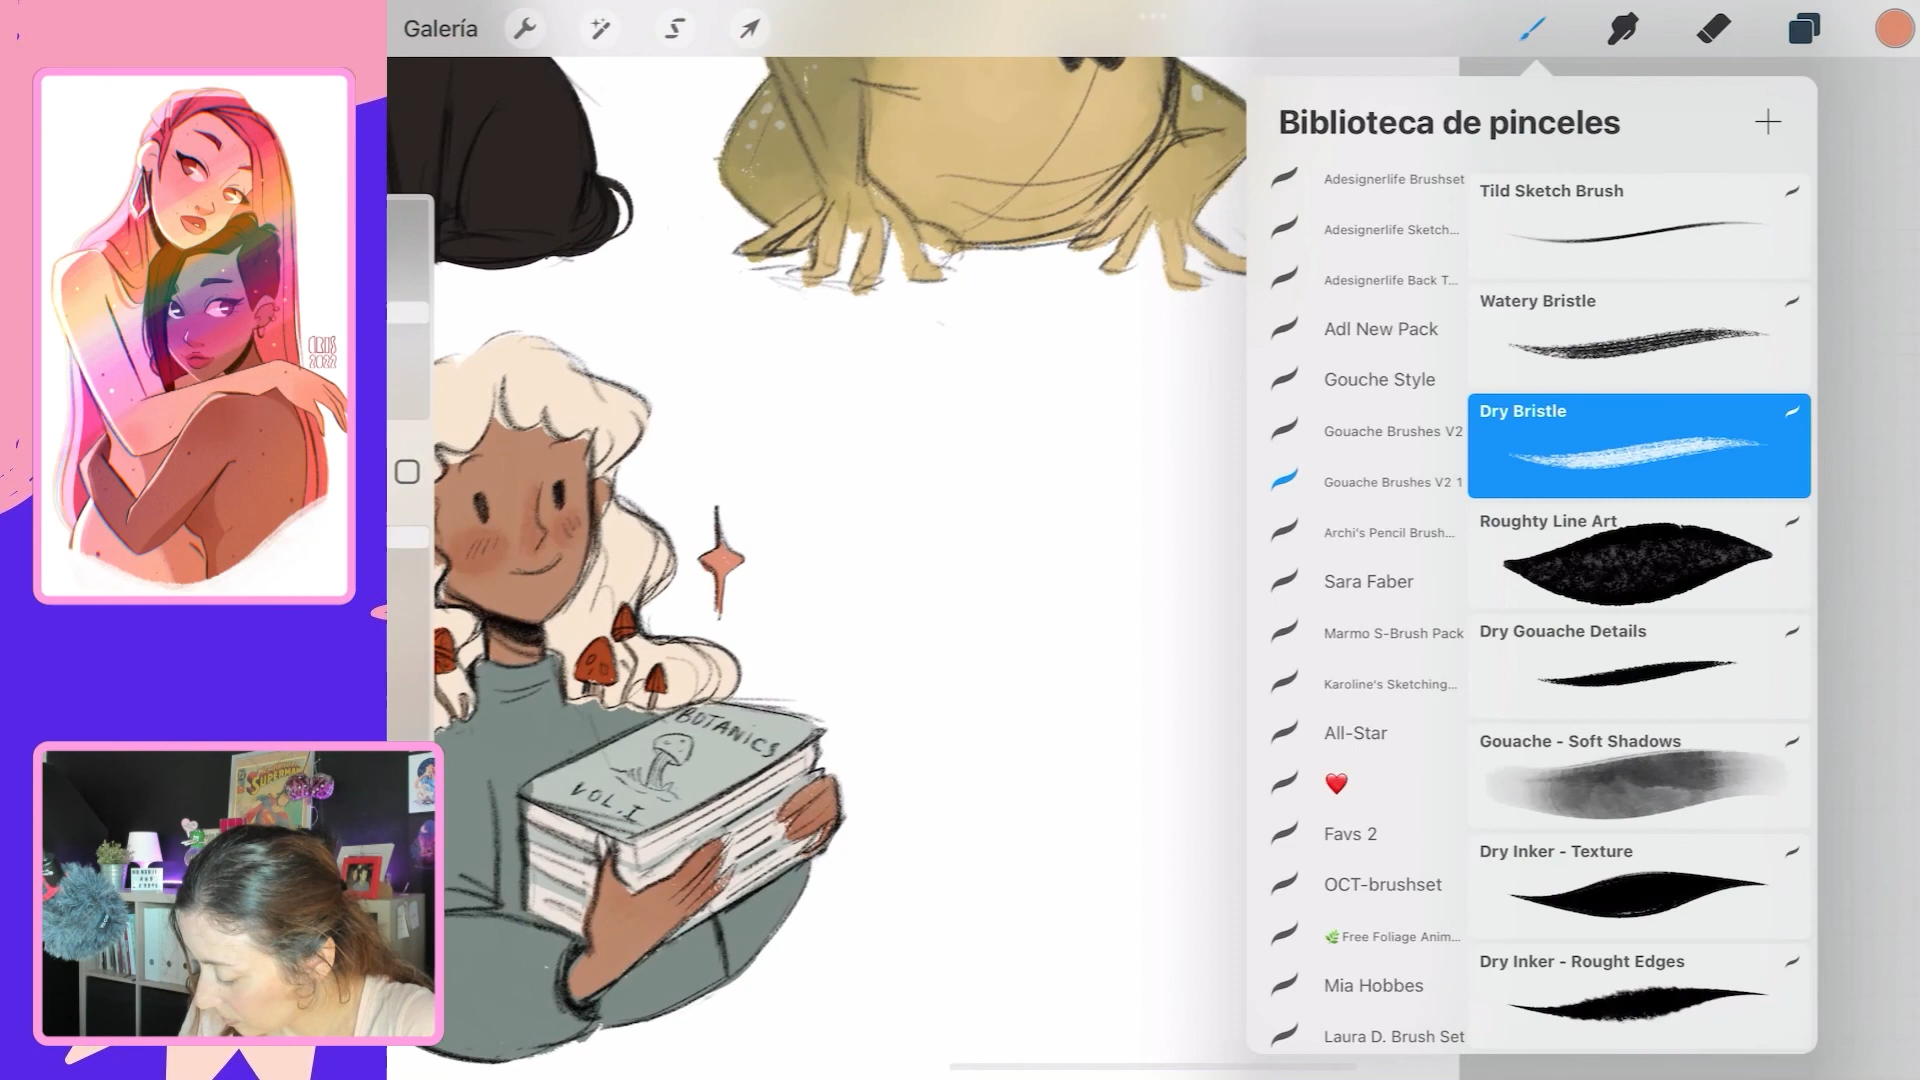 Galería
Biblioteca de pinceles
Adesignerlife Brushset
Adesignerlife Sketch...
Adesignerlife Back T...
Adl New Pack
Gouche Style
Gouache Brushes V2
Gouache Brushes V2 1
Archi's Pencil Brush...
Sara Faber
Marmo S-Brush Pack
Karoline's Sketching...
All-Star
Favs 2
OCT-brushset
Free Foliage Anim...
Mia Hobbes
Laura D. Brush Set
Tild Sketch Brush
Watery Bristle
Dry Bristle
Roughty Line Art
Dry Gouache Details
Gouache - Soft Shadows
Dry Inker - Texture
Dry Inker - Rought Edges
BOTANICS
VOL.I
2022
SUPERMAN